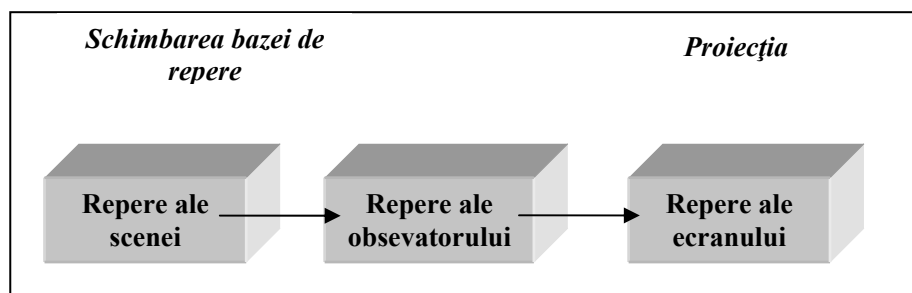 Schimbarea bazei de
repere
Proiecţia
Repere ale
scenei
Repere ale
obsevatorului
Repere ale
ecranului